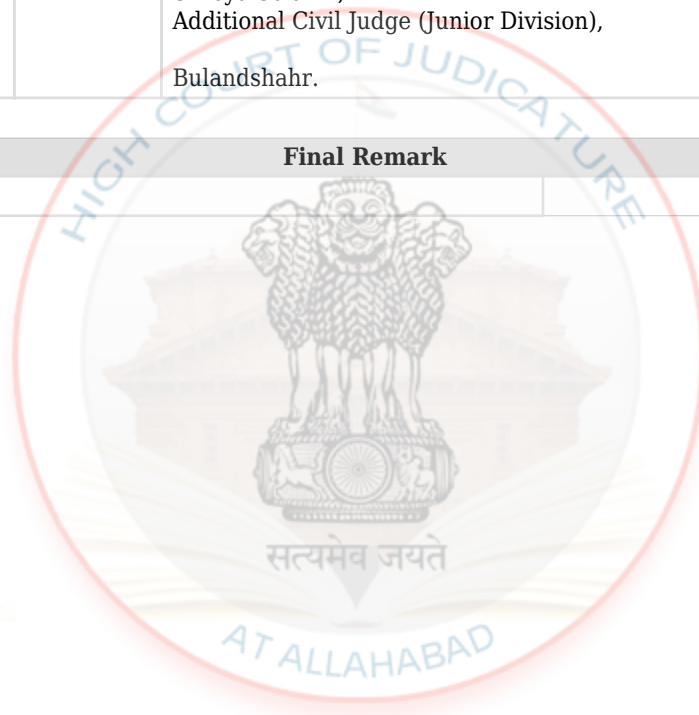 Additional Civil Judge (Junior Division),
Bulandshahr.
Final Remark
HIGH COURT OF JUDICATURE
सत्यमेव जयते
AT ALLAHABAD